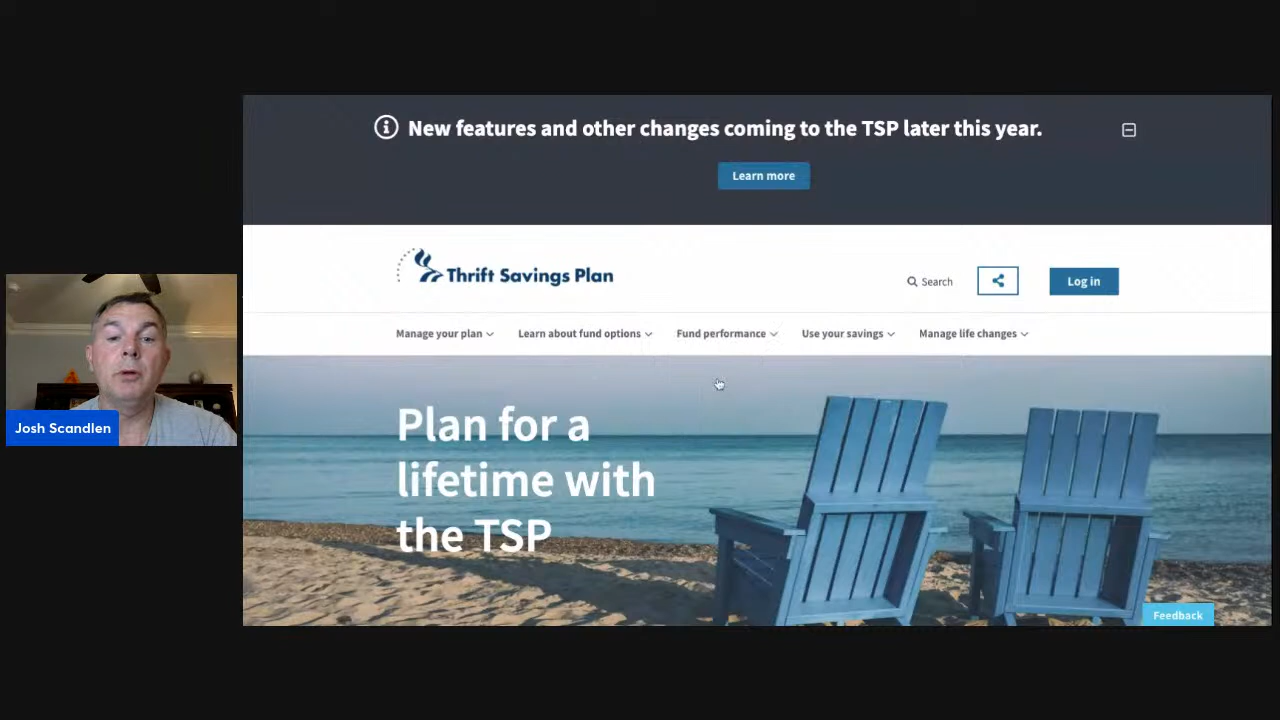 New features and other changes coming to the TSP later this year.
Learn more
Thrift Savings Plan
Search
Log in
Manage your plan
Learn about fund options
Fund performance
Use your savings
Manage life changes
Plan for a
lifetime with
the TSP
Josh Scandlen
Feedback